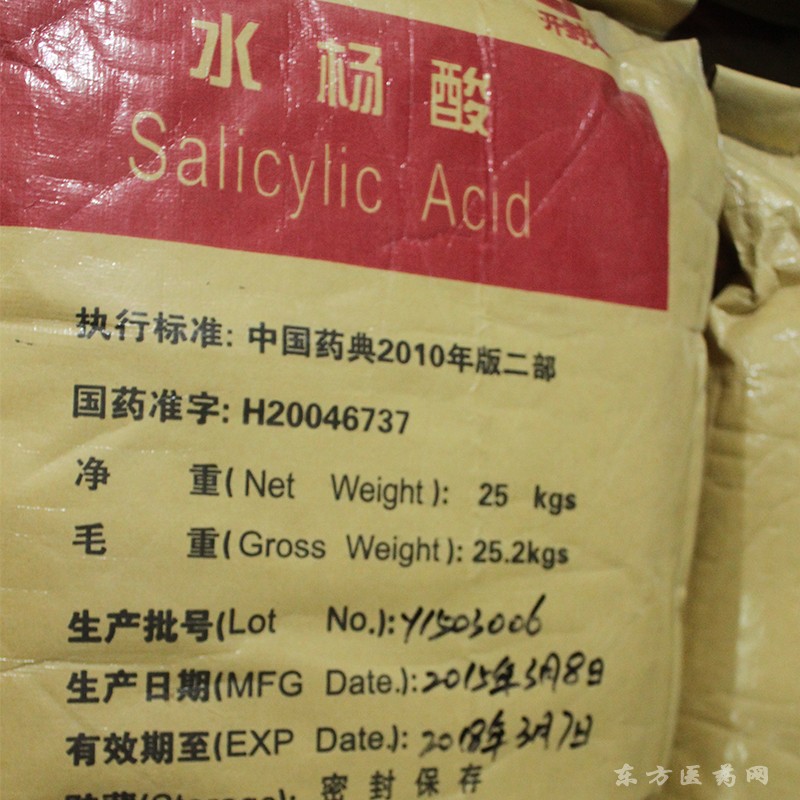 水杨酸
Salicylic Acid
执行标准: 中国药典2010年版二部
国药准字: H20046737
净 重( Net Weight ): 25 kgs
毛 重( Gross Weight ): 25.2kgs
生产批号(Lot No.): Y1503006
生产日期(MFG Date.): 2015年3月8日
有效期至(EXP Date.): 2018年3月7日
贮藏(Storage): 密封保存
东方医药网